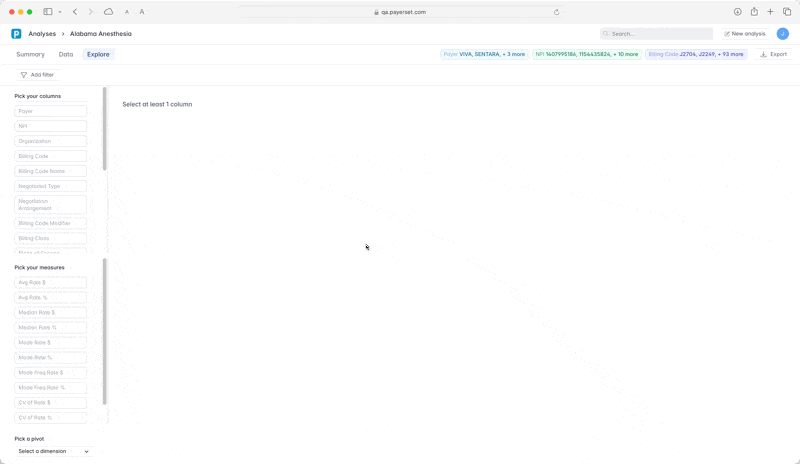 qa.payerset.com
Analyses > Alabama Anesthesia
Search...
New analysis
J
Summary Data Explore
Payer VIVA, SENTARA, + 3 more
NPI 1407995186, 1154435824, + 10 more
Billing Code J2704, J2249, + 93 more
Export
Add filter
Pick your columns
Select at least 1 column
Payer
NPI
Organization
Billing Code
Billing Code Name
Negotiated Type
Negotiation
Arrangement
Billing Code Modifier
Billing Class
Pick your measures
Avg Rate $
Avg Rate %
Median Rate $
Median Rate %
Mode Rate $
Mode Rate %
Mode Freq Rate $
Mode Freq Rate %
CV of Rate $
CV of Rate %
Pick a pivot
Select a dimension